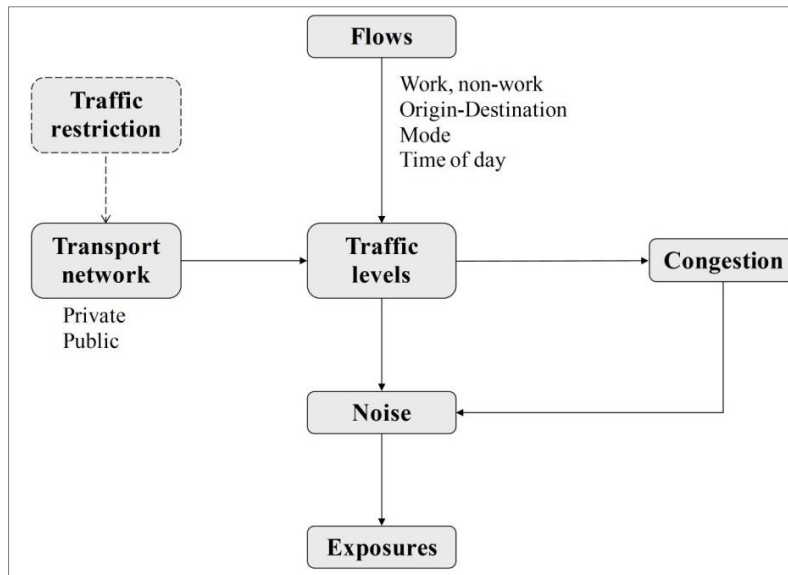 Flows
Work, non-work
Origin-Destination
Mode
Time of day
Traffic
restriction
Transport
network
Private
Public
Traffic
levels
Congestion
Noise
Exposures